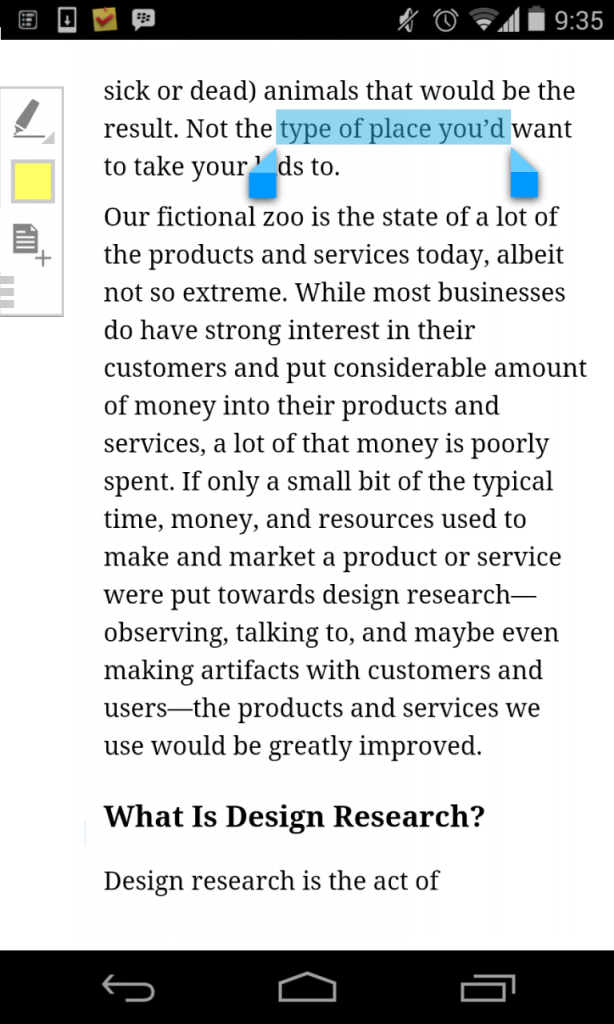 9:35
sick or dead) animals that would be the
result. Not the type of place you’d want
to take your kids to.
Our fictional zoo is the state of a lot of
the products and services today, albeit
not so extreme. While most businesses
do have strong interest in their
customers and put considerable amount
of money into their products and
services, a lot of that money is poorly
spent. If only a small bit of the typical
time, money, and resources used to
make and market a product or service
were put towards design research—
observing, talking to, and maybe even
making artifacts with customers and
users—the products and services we
use would be greatly improved.
What Is Design Research?
Design research is the act of